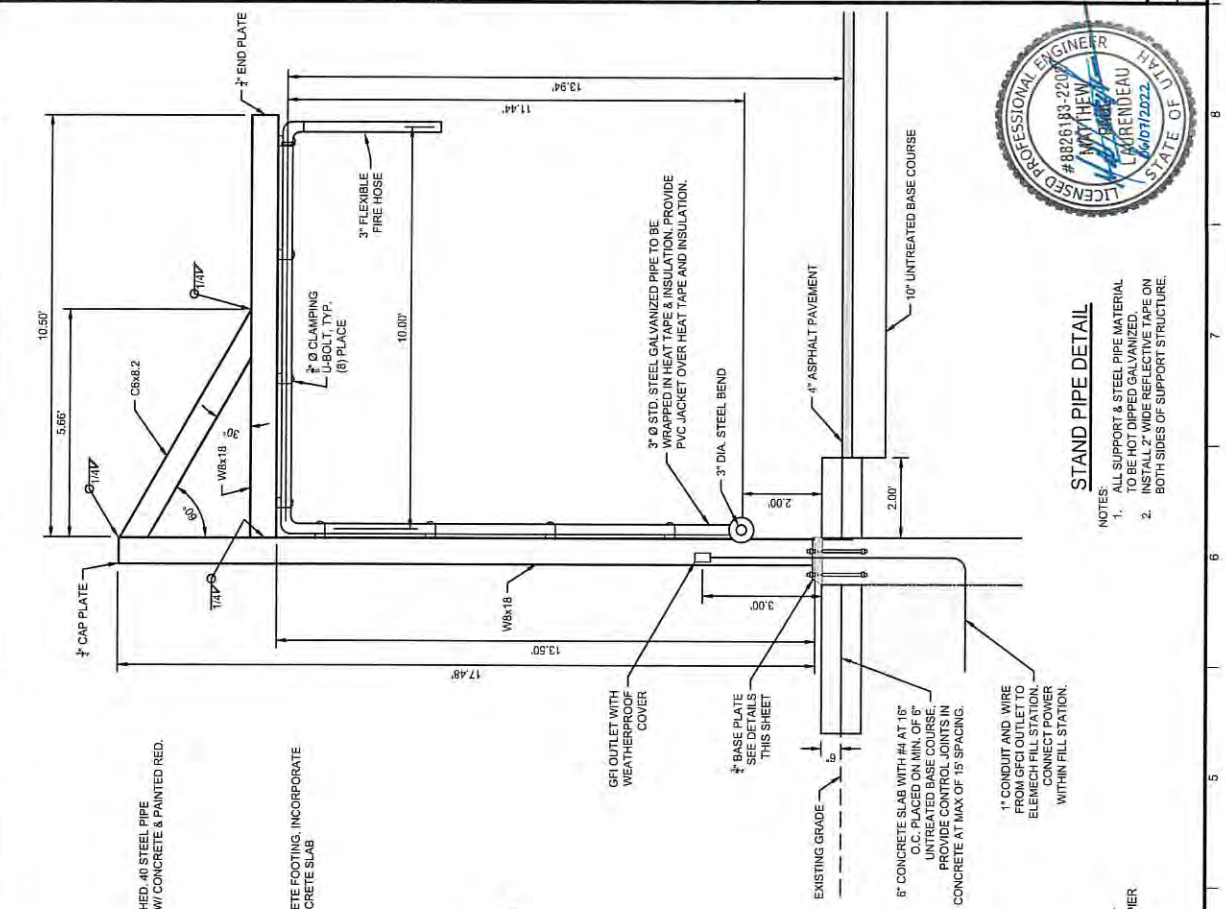 ½" CAP PLATE
½" END PLATE
10.50'
5.66'
1/4
1/4
1/4
C6x8.2
60°
30°
W8x18
W8x18
3" FLEXIBLE
FIRE HOSE
Ø CLAMPING
U-BOLT, TYP.
(8) PLACE
10.00'
13.94'
11.44'
17.48'
13.50'
3.00'
2.00'
2.00'
6"
3" Ø STD. STEEL GALVANIZED PIPE TO BE
WRAPPED IN HEAT TAPE & INSULATION. PROVIDE
PVC JACKET OVER HEAT TAPE AND INSULATION.
3" DIA. STEEL BEND
4" ASPHALT PAVEMENT
10" UNTREATED BASE COURSE
GFI OUTLET WITH
WEATHERPROOF
COVER
BASE PLATE
SEE DETAILS
THIS SHEET
EXISTING GRADE
6" CONCRETE SLAB WITH #4 AT 16"
O.C. PLACED ON MIN. OF 6"
UNTREATED BASE COURSE,
PROVIDE CONTROL JOINTS IN
CONCRETE AT MAX OF 15' SPACING.
1" CONDUIT AND WIRE
FROM GFCI OUTLET TO
ELEMECH FILL STATION.
CONNECT POWER
WITHIN FILL STATION.
HED. 40 STEEL PIPE
W/ CONCRETE & PAINTED RED.
ETE FOOTING, INCORPORATE
CRETE SLAB
PIER
STAND PIPE DETAIL
NOTES:
1. ALL SUPPORT & STEEL PIPE MATERIAL
TO BE HOT DIPPED GALVANIZED.
2. INSTALL 2" WIDE REFLECTIVE TAPE ON
BOTH SIDES OF SUPPORT STRUCTURE.
LICENSED PROFESSIONAL ENGINEER
#8826183-2202
MATTHEW
LAURENDEAU
06/07/2022
STATE OF UTAH
5
6
7
8